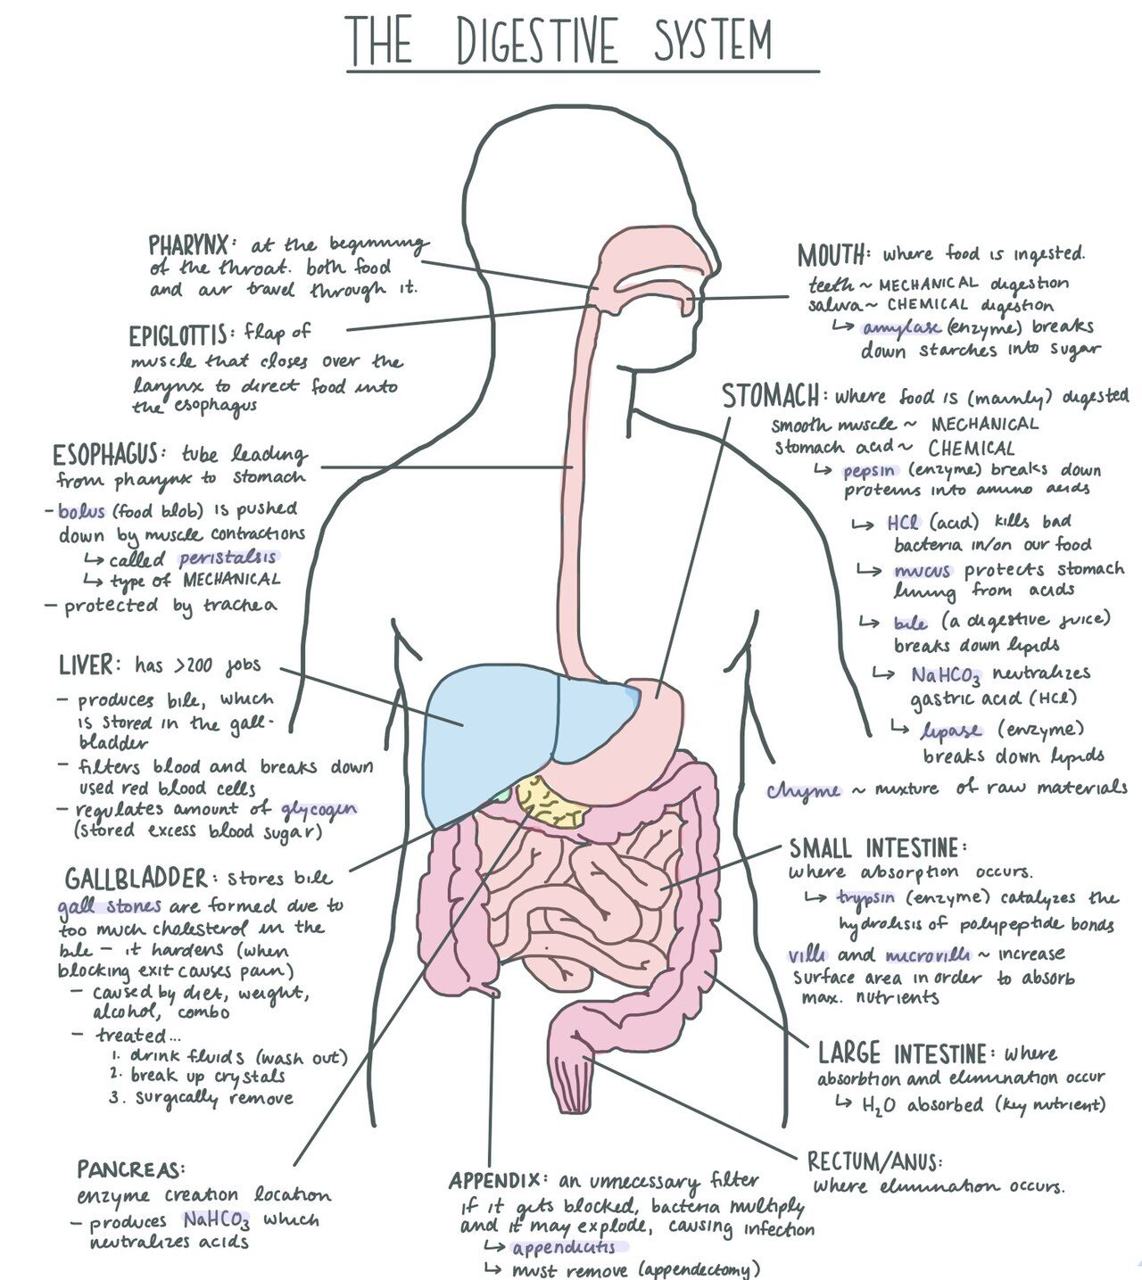 THE DIGESTIVE SYSTEM
PHARYNX: at the beginning
of the throat. both food
and air travel through it.
EPIGLOTTIS: flap of
muscle that closes over the
larynx to direct food into
the esophagus
ESOPHAGUS: tube leading
from pharynx to stomach
- bolus (food blob) is pushed
down by muscle contractions
↳ called peristalsis
↳ type of MECHANICAL
- protected by trachea
LIVER: has >200 jobs
- produces bile, which
is stored in the gall-
bladder
- filters blood and breaks down
used red blood cells
- regulates amount of glycogen
(stored excess blood sugar)
GALLBLADDER: stores bile
gall stones are formed due to
too much cholesterol in the
bile - it hardens (when
blocking exit causes pain)
- caused by diet, weight,
alcohol, combo
- treated...
1. drink fluids (wash out)
2. break up crystals
3. surgically remove
PANCREAS:
enzyme creation location
- produces NaHCO3 which
neutralizes acids
MOUTH: where food is ingested.
teeth ~ MECHANICAL digestion
saliva ~ CHEMICAL digestion
↳ amylase (enzyme) breaks
down starches into sugar
STOMACH: where food is (mainly) digested
smooth muscle ~ MECHANICAL
stomach acid ~ CHEMICAL
↳ pepsin (enzyme) breaks down
proteins into amino acids
↳ HCl (acid) kills bad
bacteria in/on our food
↳ mucus protects stomach
lining from acids
↳ bile (a digestive juice)
breaks down lipids
↳ NaHCO3 neutralizes
gastric acid (HCl)
↳ lipase (enzyme)
breaks down lipids
chyme ~ mixture of raw materials
SMALL INTESTINE:
where absorption occurs.
↳ trypsin (enzyme) catalyzes the
hydrolisis of polypeptide bonds
villi and microvilli ~ increase
surface area in order to absorb
max. nutrients
LARGE INTESTINE: where
absorbtion and elimination occur
↳ H2O absorbed (key nutrient)
RECTUM/ANUS:
where elimination occurs.
APPENDIX: an unnecessary filter
if it gets blocked, bacteria multiply
and it may explode, causing infection
↳ appendicitis
↳ must remove (appendectomy)